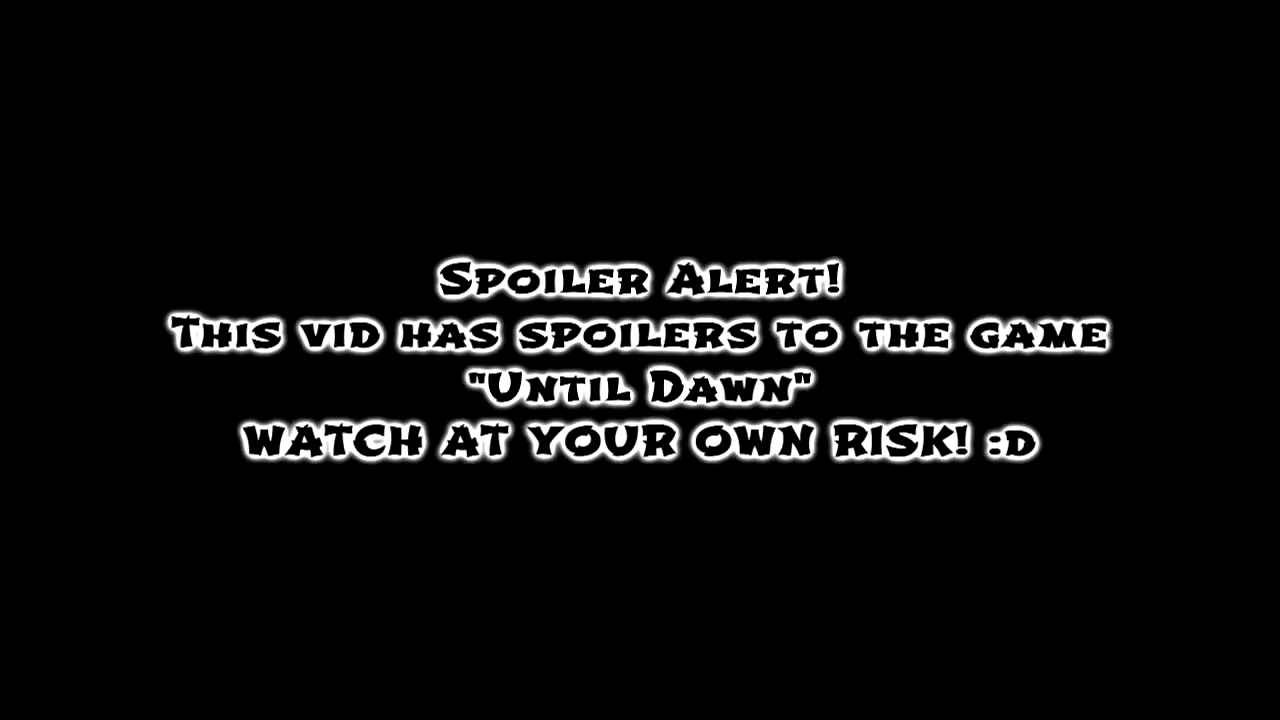 Spoiler Alert!
This vid has spoilers to the game
"Until Dawn"
WATCH AT YOUR OWN RISK! :D